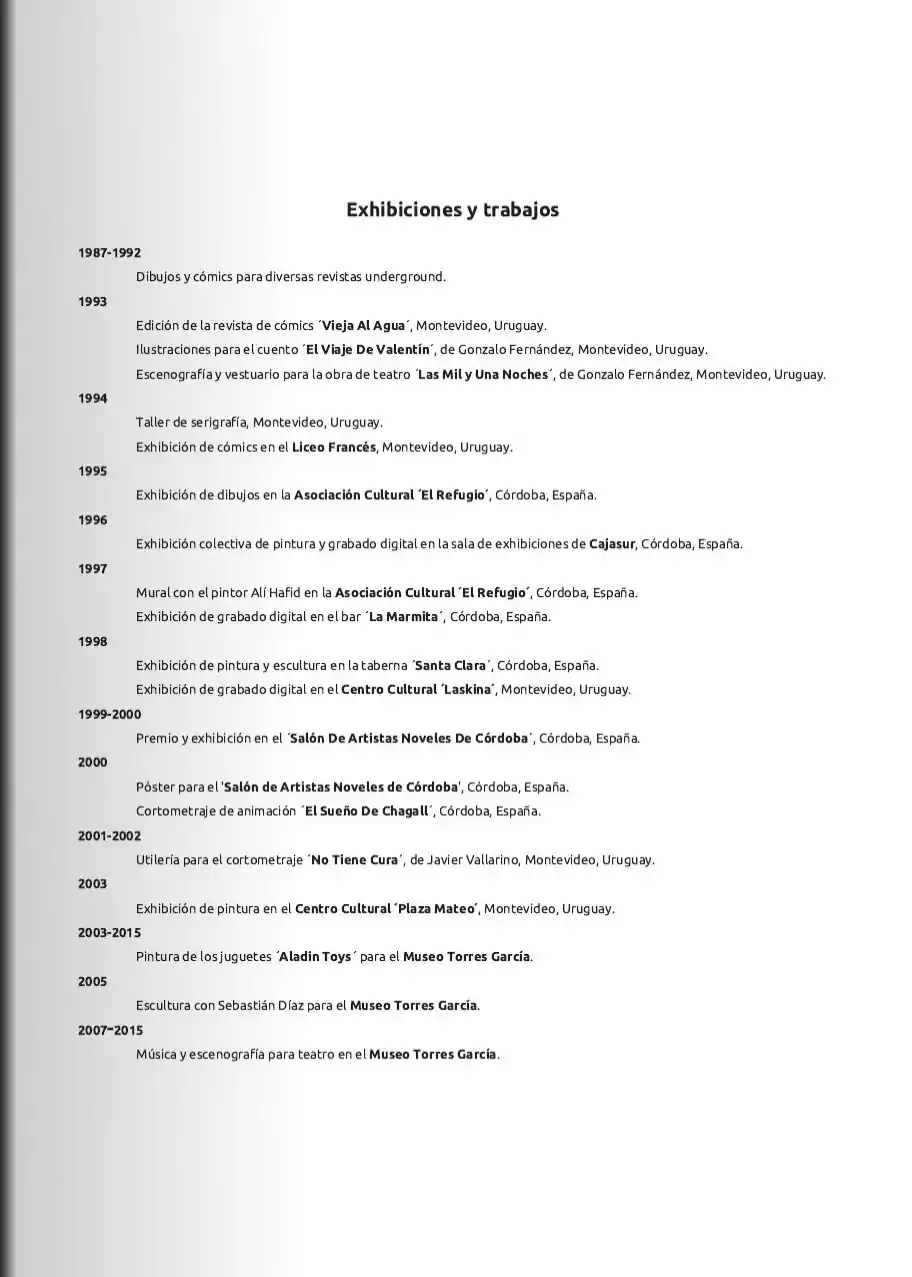 Exhibiciones y trabajos
1987-1992
Dibujos y cómics para diversas revistas underground.
1993
Edición de la revista de cómics ´Vieja Al Agua´, Montevideo, Uruguay.
Ilustraciones para el cuento ´El Viaje De Valentín´, de Gonzalo Fernández, Montevideo, Uruguay.
Escenografía y vestuario para la obra de teatro ´Las Mil y Una Noches´, de Gonzalo Fernández, Montevideo, Uruguay.
1994
Taller de serigrafía, Montevideo, Uruguay.
Exhibición de cómics en el Liceo Francés, Montevideo, Uruguay.
1995
Exhibición de dibujos en la Asociación Cultural ´El Refugio´, Córdoba, España.
1996
Exhibición colectiva de pintura y grabado digital en la sala de exhibiciones de Cajasur, Córdoba, España.
1997
Mural con el pintor Alí Hafid en la Asociación Cultural ´El Refugio´, Córdoba, España.
Exhibición de grabado digital en el bar ´La Marmita´, Córdoba, España.
1998
Exhibición de pintura y escultura en la taberna ´Santa Clara´, Córdoba, España.
Exhibición de grabado digital en el Centro Cultural ´Laskina´, Montevideo, Uruguay.
1999-2000
Premio y exhibición en el ´Salón De Artistas Noveles De Córdoba´, Córdoba, España.
2000
Póster para el 'Salón de Artistas Noveles de Córdoba', Córdoba, España.
Cortometraje de animación ´El Sueño De Chagall´, Córdoba, España.
2001-2002
Utilería para el cortometraje ´No Tiene Cura´, de Javier Vallarino, Montevideo, Uruguay.
2003
Exhibición de pintura en el Centro Cultural ´Plaza Mateo´, Montevideo, Uruguay.
2003-2015
Pintura de los juguetes ´Aladin Toys´ para el Museo Torres García.
2005
Escultura con Sebastián Díaz para el Museo Torres García.
2007-2015
Música y escenografía para teatro en el Museo Torres García.